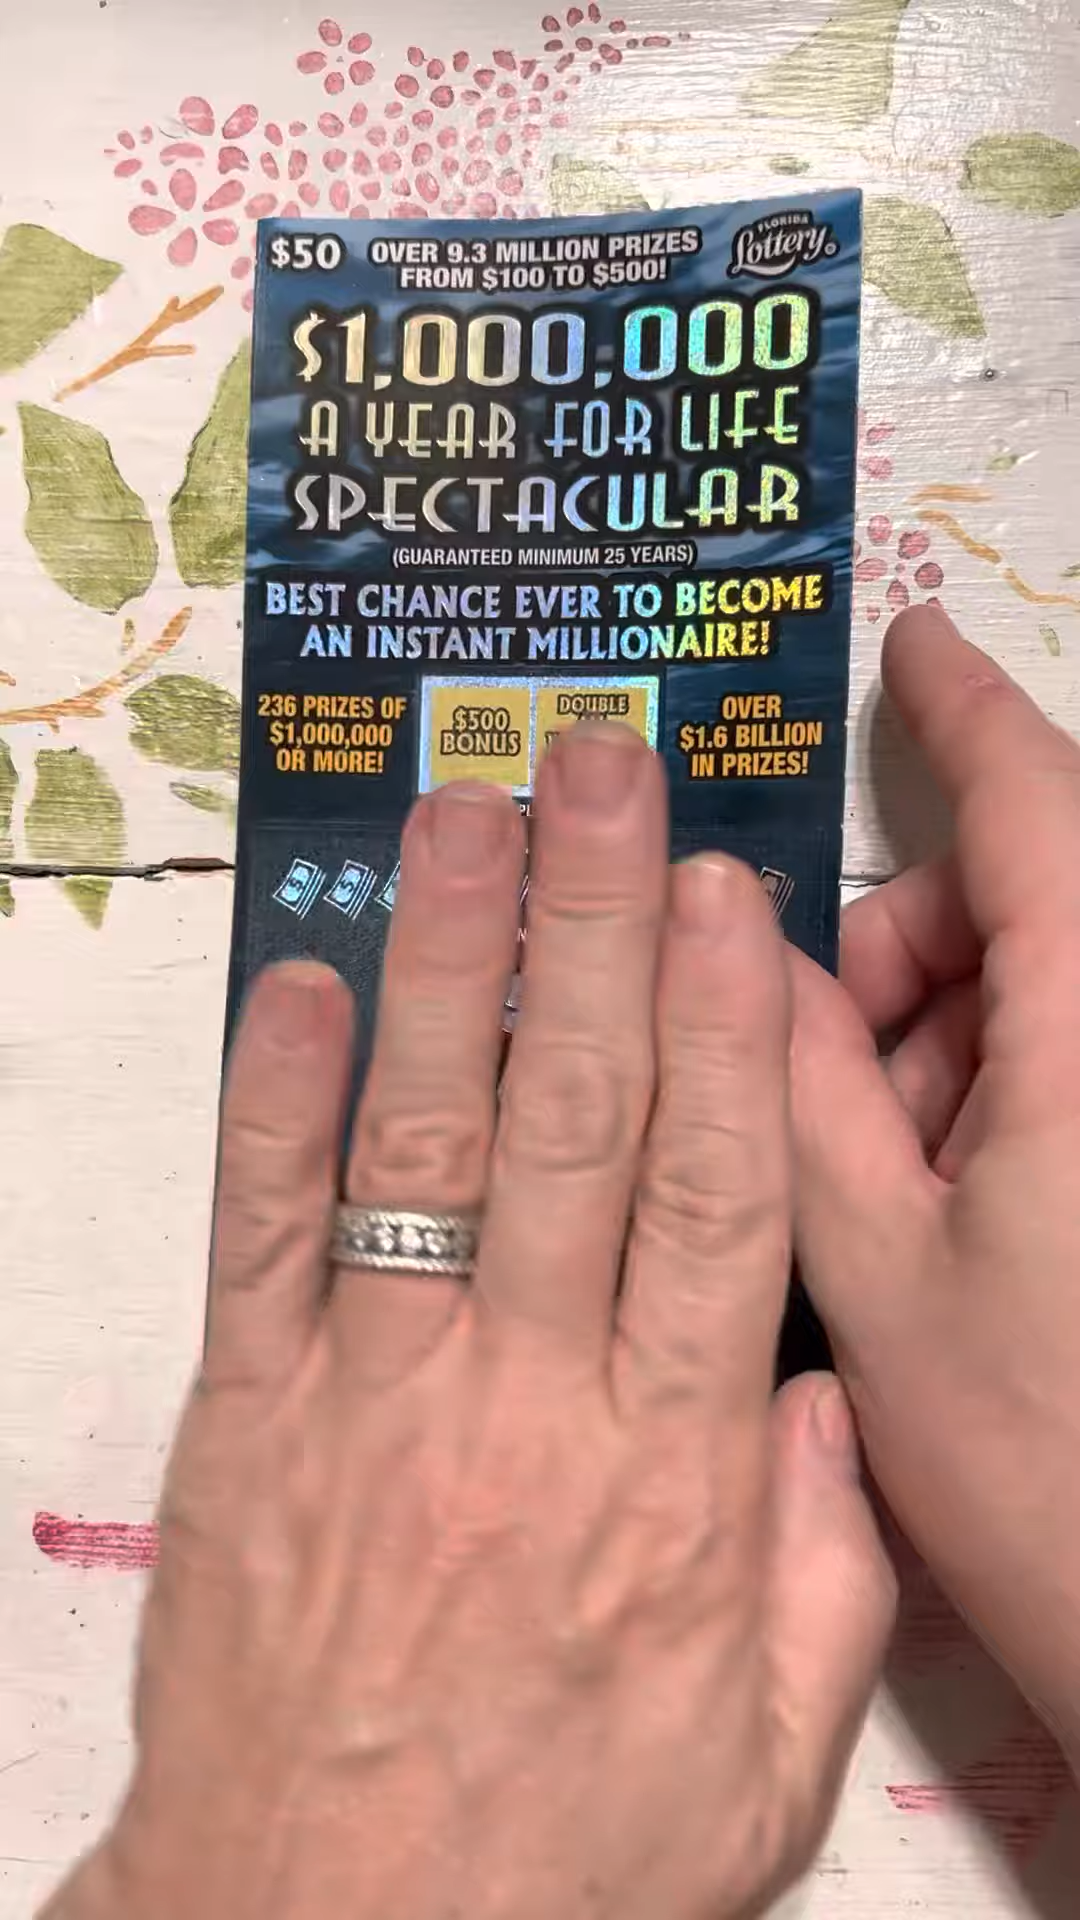 $50
OVER 9.3 MILLION PRIZES
FROM $100 TO $500!
FLORIDA
Lottery
$1,000,000
A YEAR FOR LIFE
SPECTACULAR
(GUARANTEED MINIMUM 25 YEARS)
BEST CHANCE EVER TO BECOME
AN INSTANT MILLIONAIRE!
236 PRIZES OF
$1,000,000
OR MORE!
$500
BONUS
DOUBLE
OVER
$1.6 BILLION
IN PRIZES!